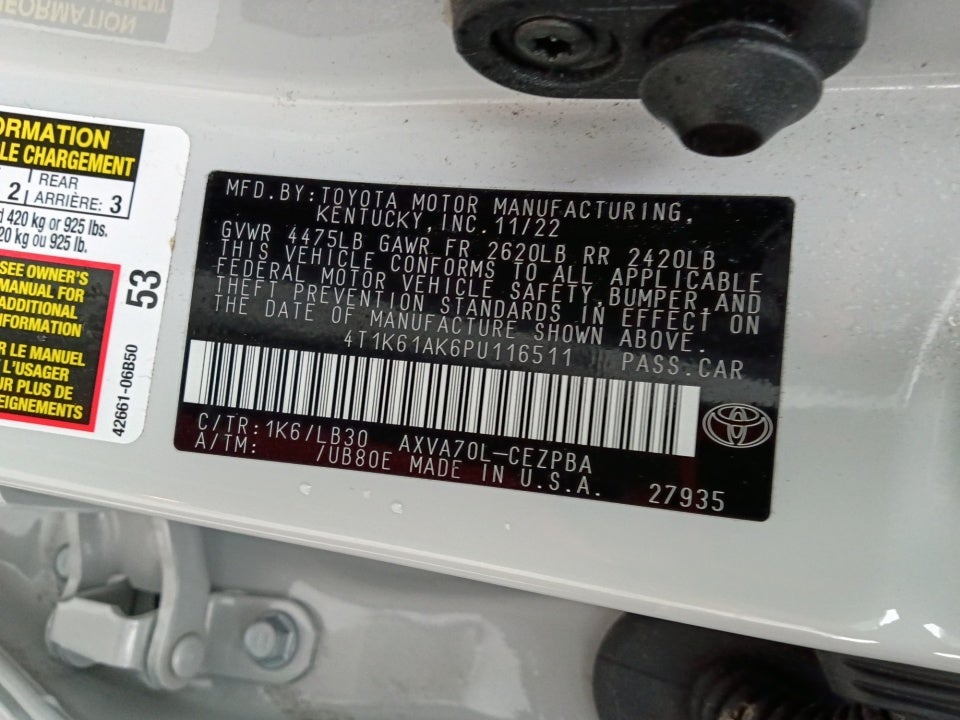 ORMATION
LE CHARGEMENT
2 REAR
ARRIÈRE: 3
d 420 kg or 925 lbs.
20 kg ou 925 lb.
SEE OWNER'S
MANUAL FOR
ADDITIONAL
INFORMATION
R LE MANUEL
L'USAGER
UR PLUS DE
EIGNEMENTS
53
42661-06B50
MFD.BY:TOYOTA MOTOR MANUFACTURING,
KENTUCKY, INC.11/22
GVWR 4475LB GAWR FR 2620LB RR 2420LB
THIS VEHICLE CONFORMS TO ALL APPLICABLE
FEDERAL MOTOR VEHICLE SAFETY,BUMPER,AND
THEFT PREVENTION STANDARDS IN EFFECT ON
THE DATE OF MANUFACTURE SHOWN ABOVE.
4T1K61AK6PU116511 PASS.CAR
C/TR:1K6/LB30 AXVA70L-CEZPBA
A/TM: /UB80E MADE IN U.S.A. 27935